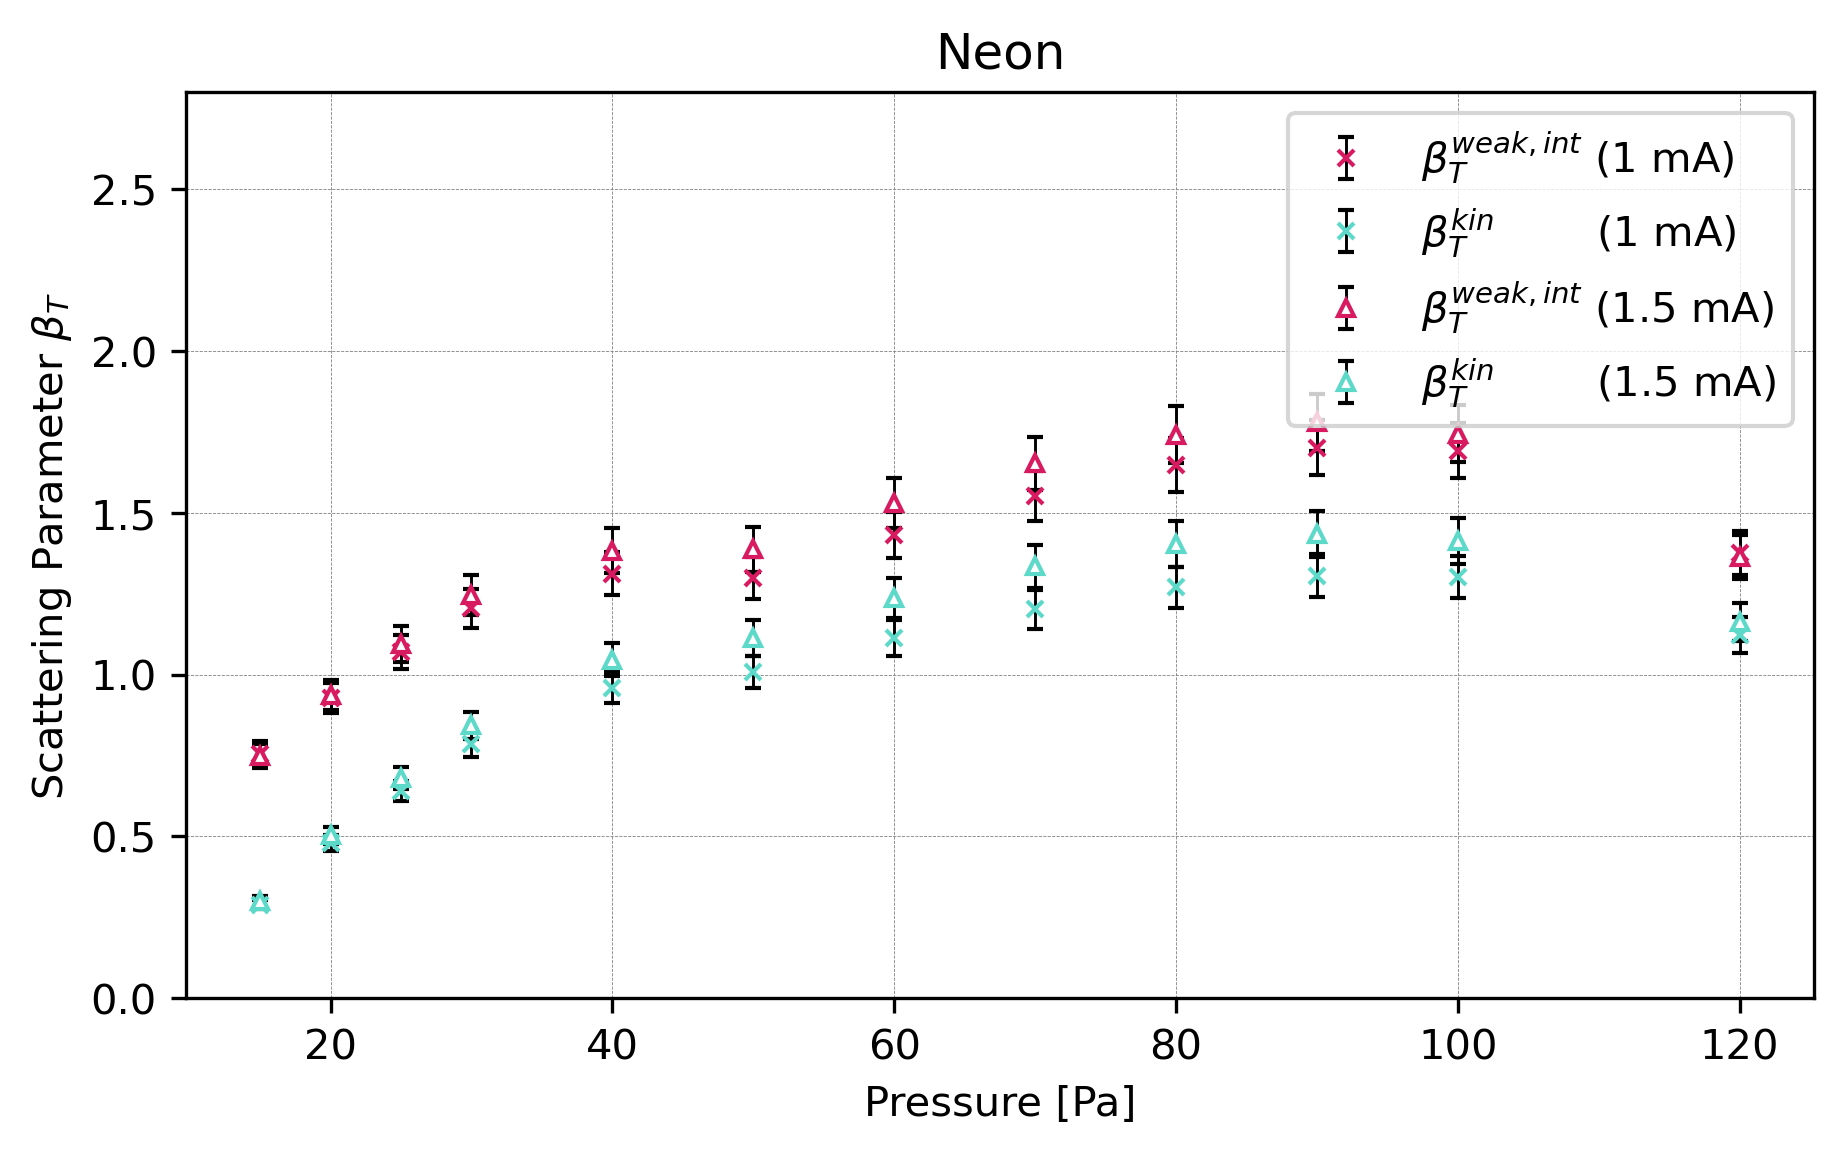 Neon
β_T^{weak, int} (1 mA)
β_T^{kin} (1 mA)
β_T^{weak, int} (1.5 mA)
β_T^{kin} (1.5 mA)
Scattering Parameter β_T
2.5
2.0
1.5
1.0
0.5
0.0
20 40 60 80 100 120
Pressure [Pa]